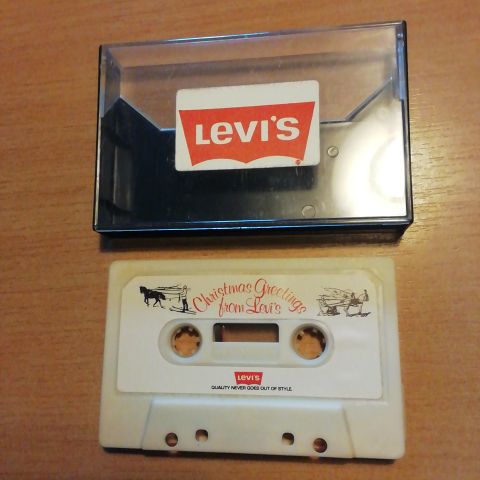 LEVI'S
Christmas Greetings
from Levi's
LEVI'S
QUALITY NEVER GOES OUT OF STYLE